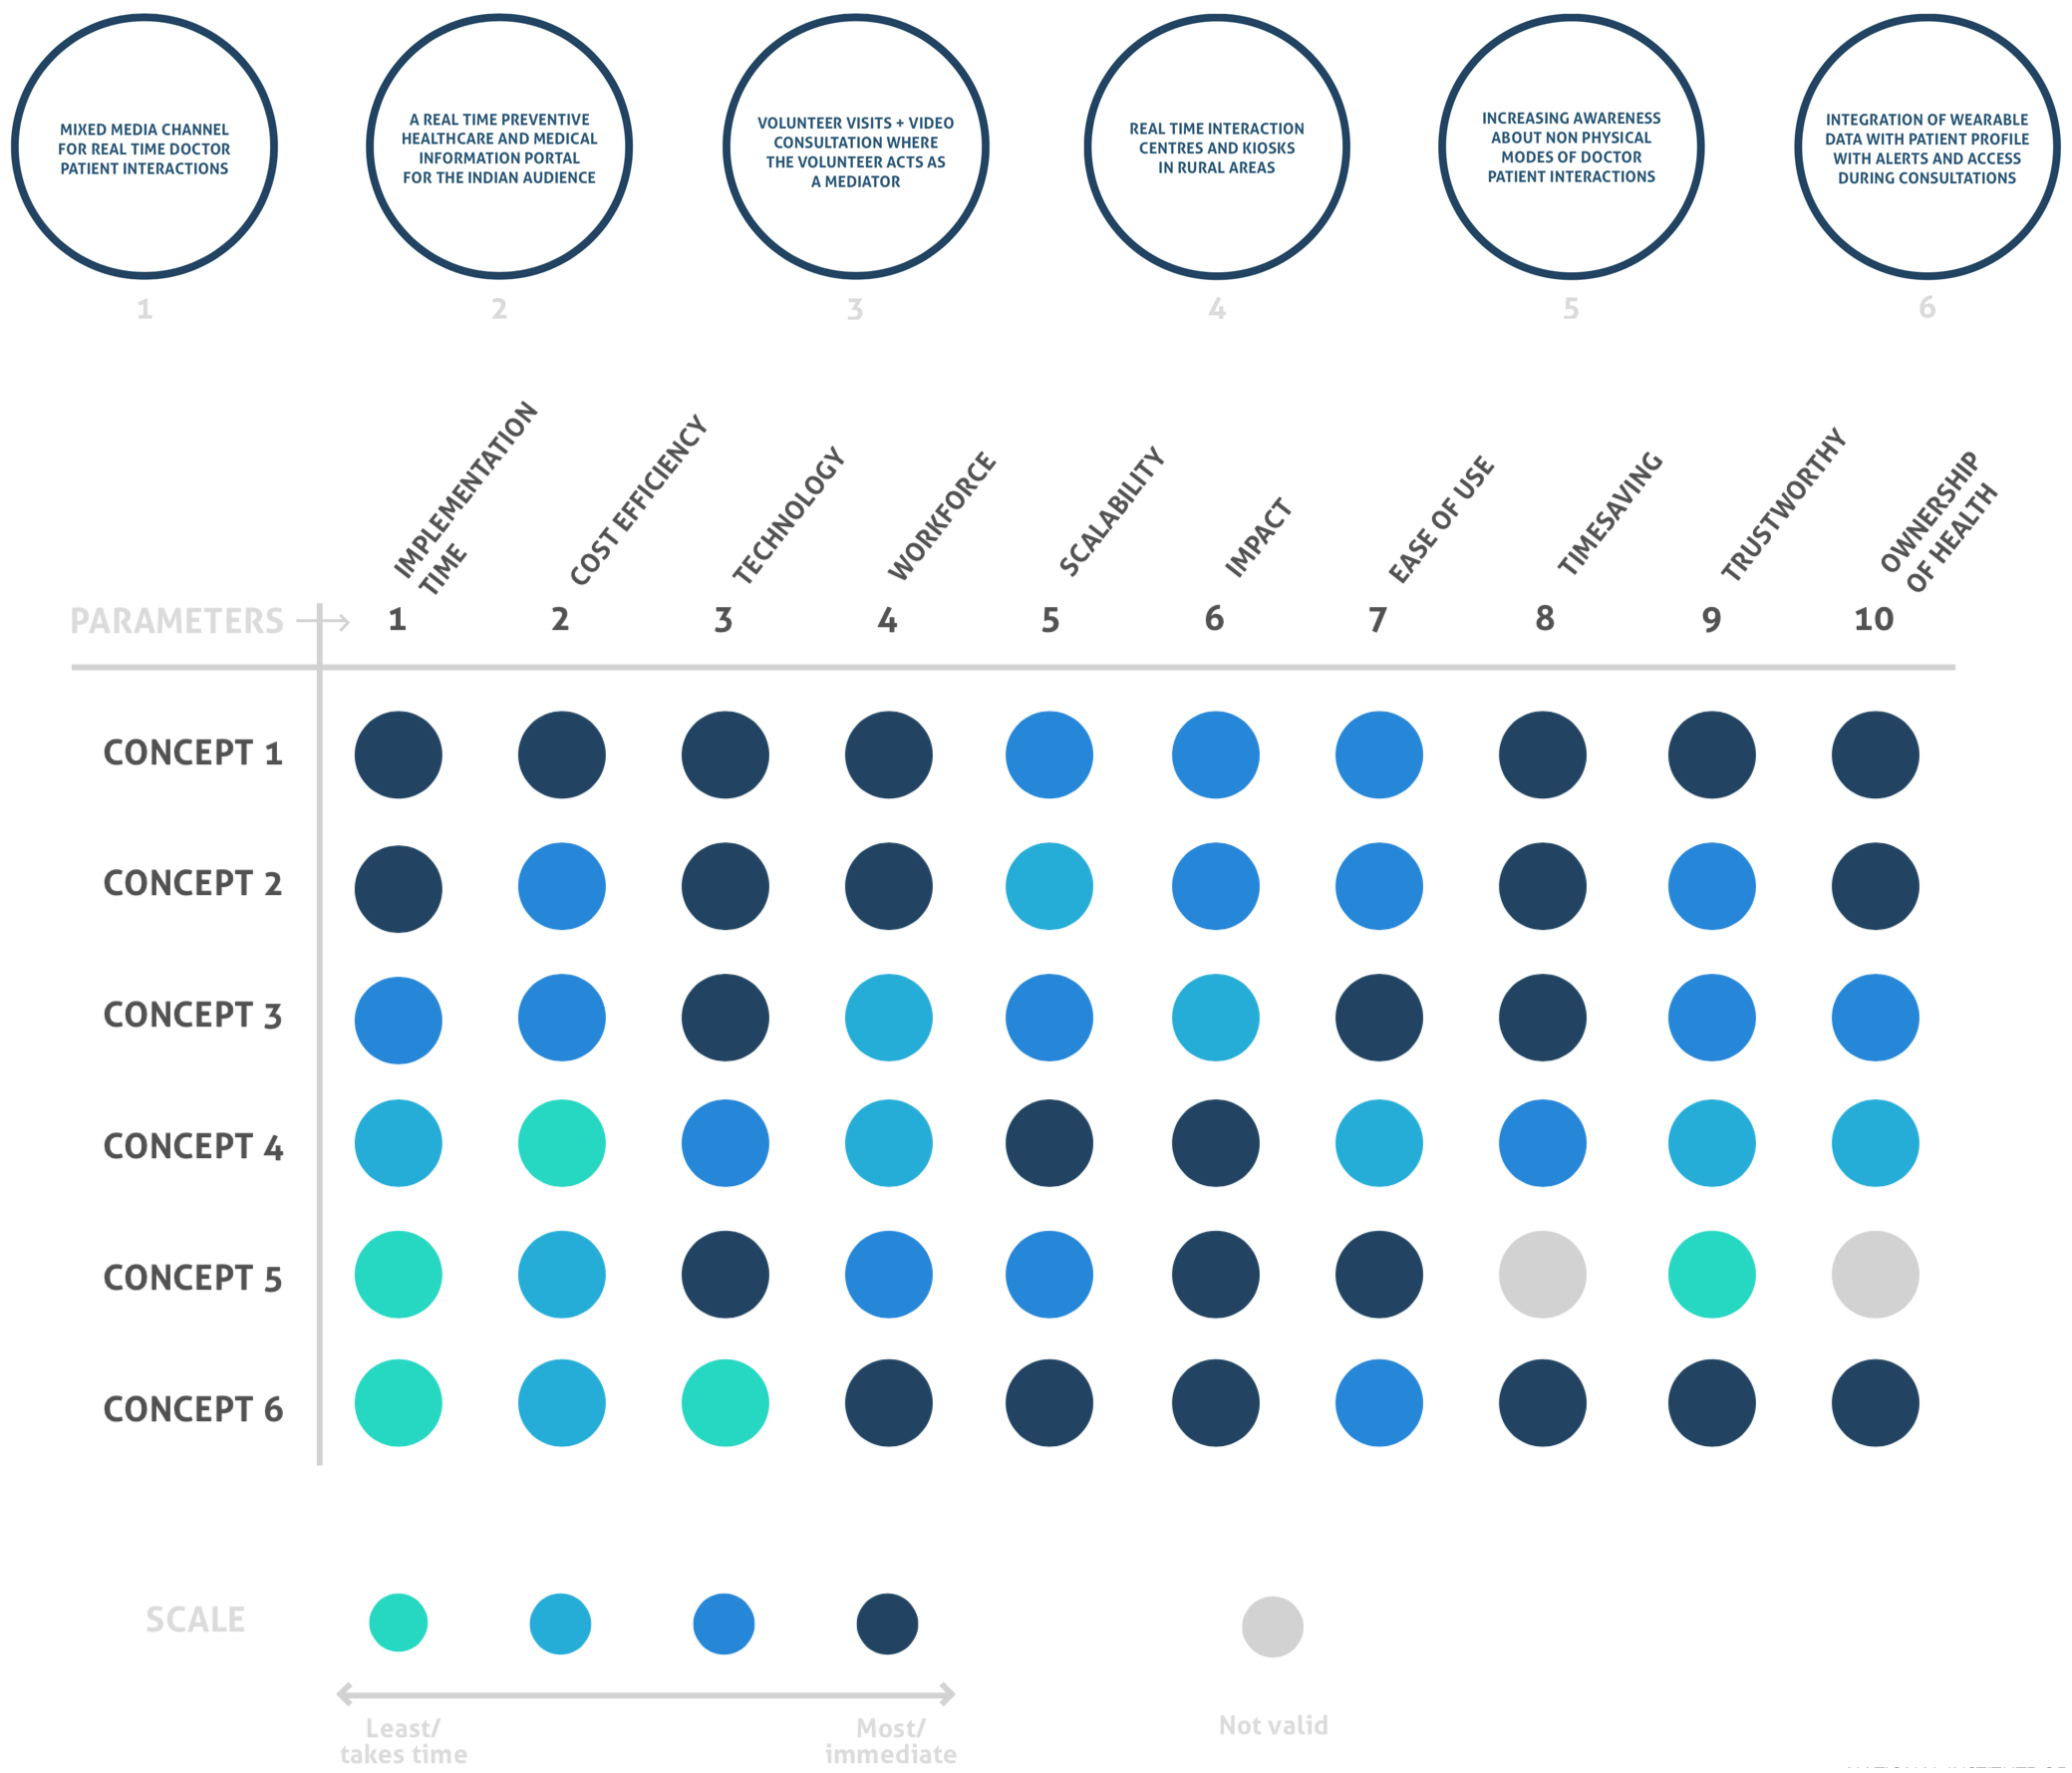 MIXED MEDIA CHANNEL
FOR REAL TIME DOCTOR
PATIENT INTERACTIONS
1
A REAL TIME PREVENTIVE
HEALTHCARE AND MEDICAL
INFORMATION PORTAL
FOR THE INDIAN AUDIENCE
2
VOLUNTEER VISITS + VIDEO
CONSULTATION WHERE
THE VOLUNTEER ACTS AS
A MEDIATOR
3
REAL TIME INTERACTION
CENTRES AND KIOSKS
IN RURAL AREAS
4
INCREASING AWARENESS
ABOUT NON PHYSICAL
MODES OF DOCTOR
PATIENT INTERACTIONS
5
INTEGRATION OF WEARABLE
DATA WITH PATIENT PROFILE
WITH ALERTS AND ACCESS
DURING CONSULTATIONS
6
IMPLEMENTATION
TIME
COST EFFICIENCY
TECHNOLOGY
WORKFORCE
SCALABILITY
IMPACT
EASE OF USE
TIMESAVING
TRUSTWORTHY
OWNERSHIP
OF HEALTH
PARAMETERS 1 2 3 4 5 6 7 8 9 10
CONCEPT 1
CONCEPT 2
CONCEPT 3
CONCEPT 4
CONCEPT 5
CONCEPT 6
SCALE
Least/
takes time
Most/
immediate
Not valid